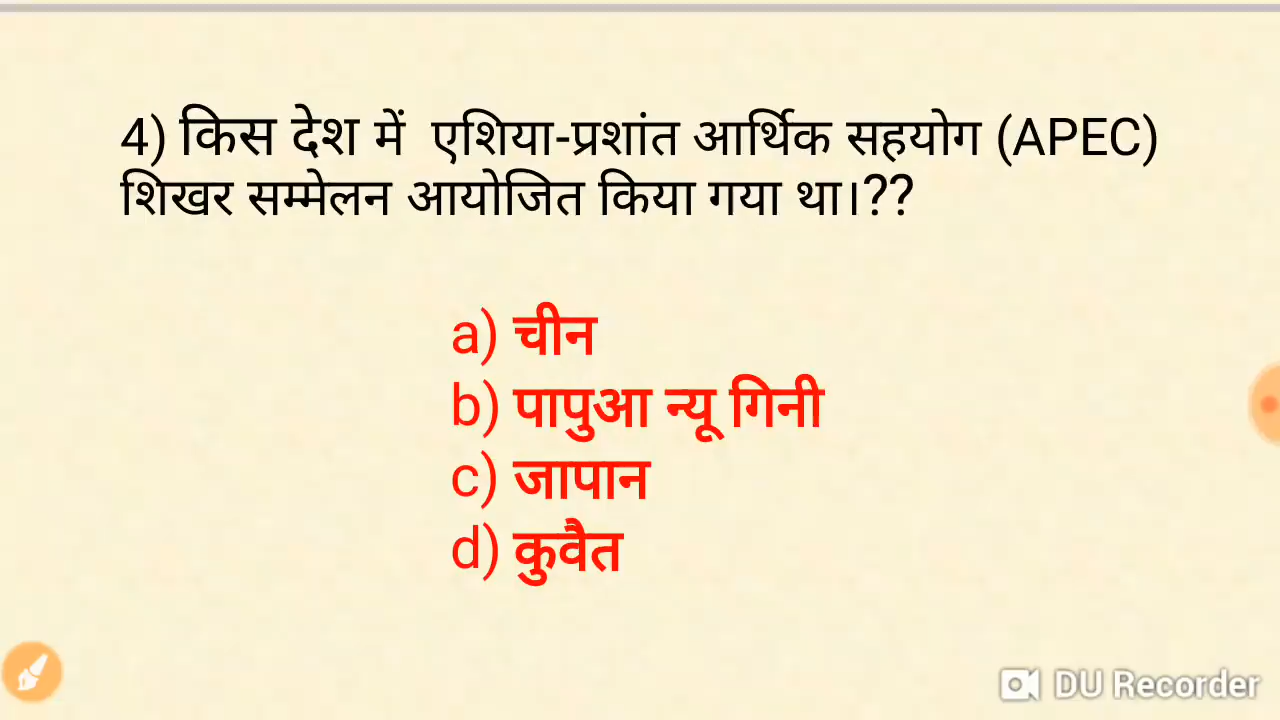 4) किस देश में एशिया-प्रशांत आर्थिक सहयोग (APEC)
शिखर सम्मेलन आयोजित किया गया था।??
a) चीन
b) पापुआ न्यू गिनी
c) जापान
d) कुवैत
DU Recorder